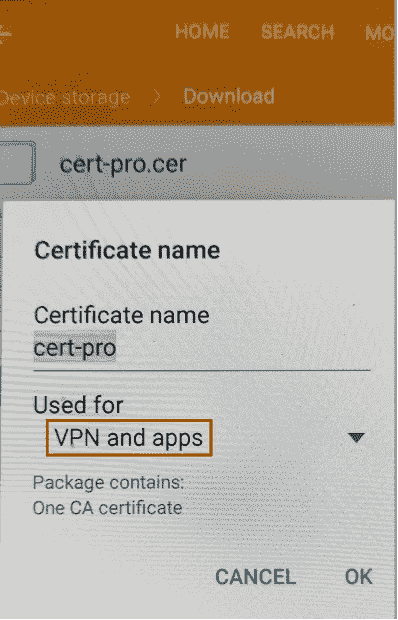 HOME SEARCH MO
Device storage > Download
cert-pro.cer
Certificate name
Certificate name
cert-pro
Used for
VPN and apps
Package contains:
One CA certificate
CANCEL OK